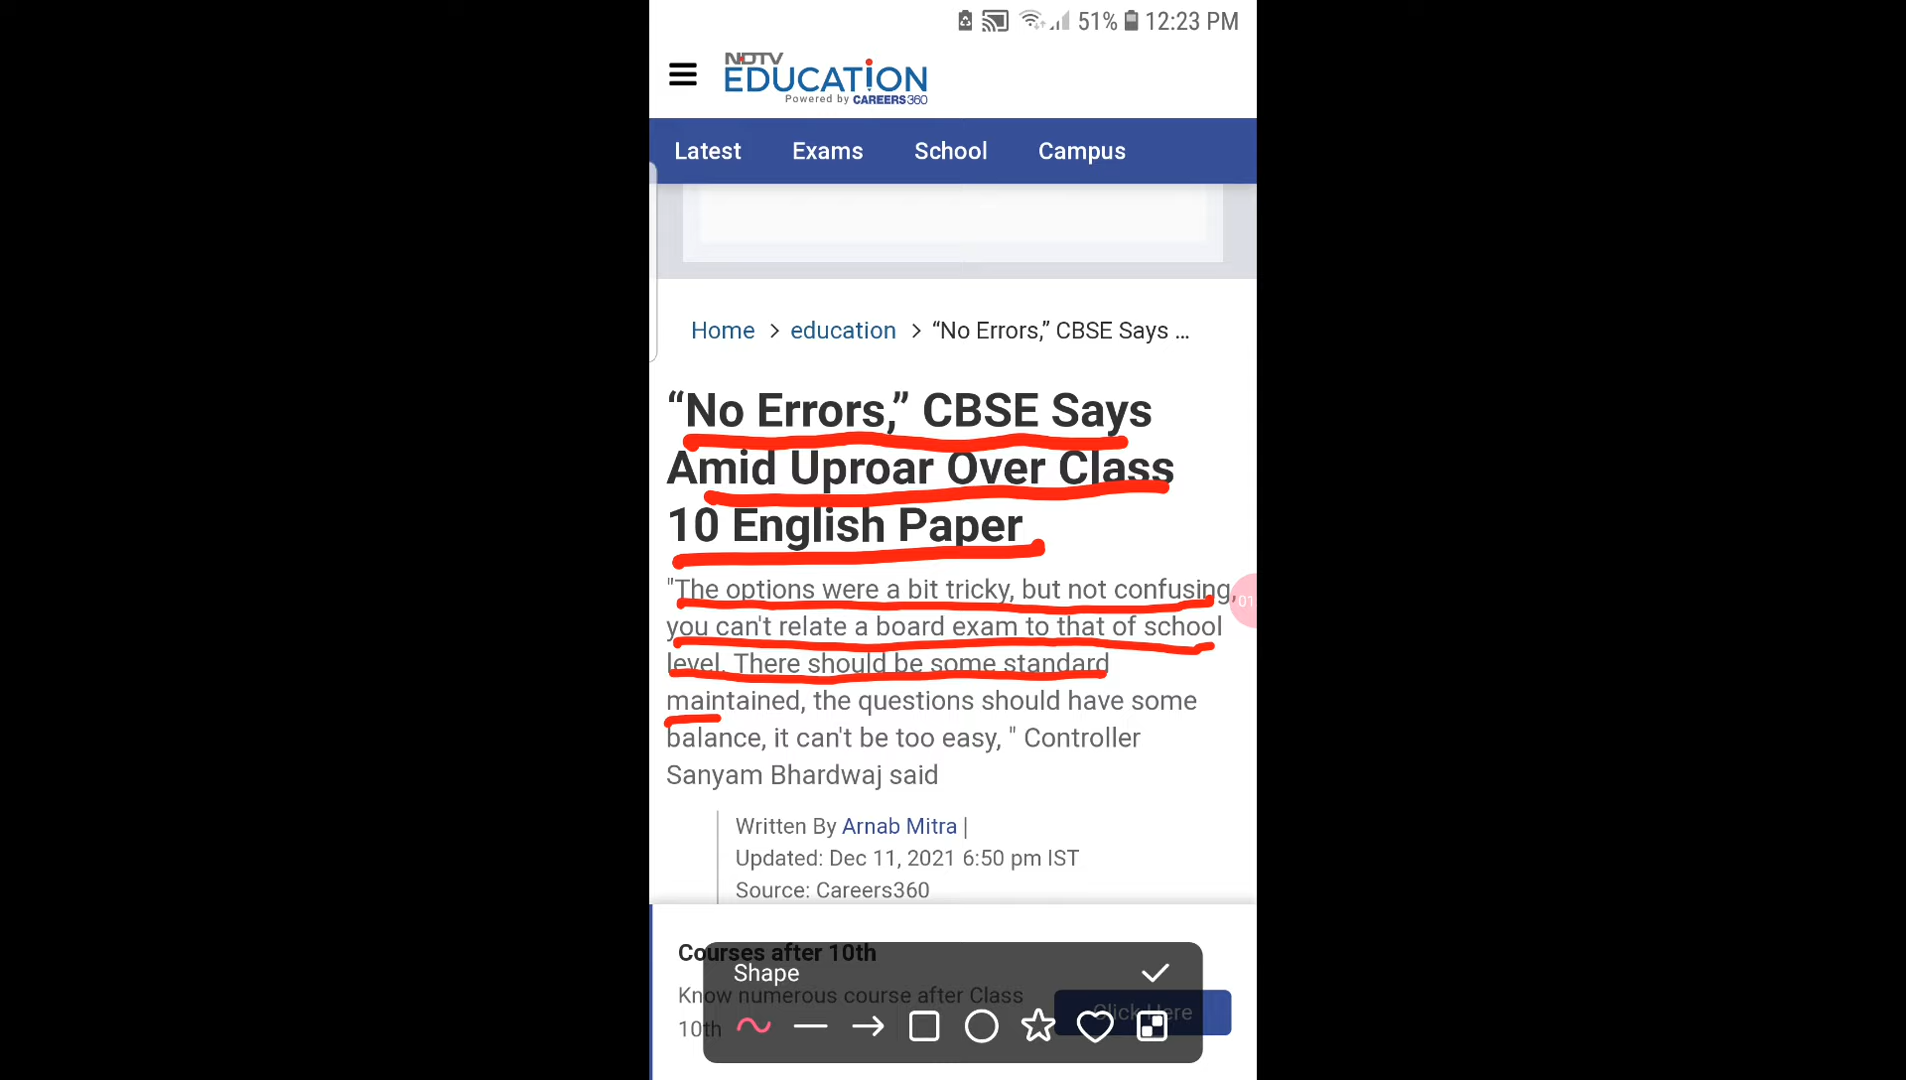 51% 12:23 PM
NDTV
EDUCATION
Powered by CAREERS360
Latest Exams School Campus
Home > education > “No Errors,” CBSE Says ...
“No Errors,” CBSE Says
Amid Uproar Over Class
10 English Paper
"The options were a bit tricky, but not confusing,
you can't relate a board exam to that of school
level. There should be some standard
maintained, the questions should have some
balance, it can't be too easy, " Controller
Sanyam Bhardwaj said
01
Written By Arnab Mitra |
Updated: Dec 11, 2021 6:50 pm IST
Source: Careers360
Courses after 10th
Shape
Know numerous course after Class
10th
Click Here